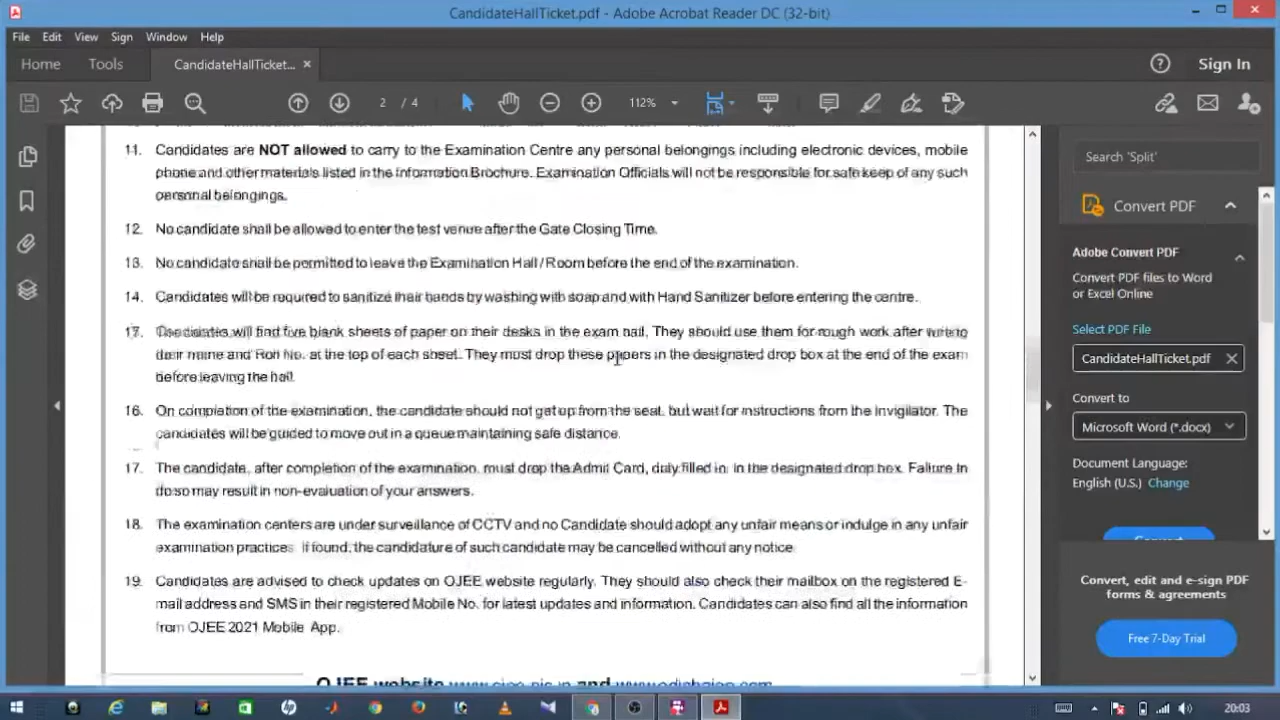 CandidateHallTicket.pdf - Adobe Acrobat Reader DC (32-bit)
File Edit View Sign Window Help
Home Tools CandidateHallTicket... × Sign In
2 / 4 112%
11. Candidates are NOT allowed to carry to the Examination Centre any personal belongings including electronic devices, mobile
phone and other materials listed in the Information Brochure. Examination Officials will not be responsible for safe keep of any such
personal belongings.
12. No candidate shall be allowed to enter the test venue after the Gate Closing Time.
13. No candidate shall be permitted to leave the Examination Hall / Room before the end of the examination.
14. Candidates will be required to sanitize their hands by washing with soap and with Hand Sanitizer before entering the centre.
17. Candidates will find five blank sheets of paper on their desks in the exam hall. They should use them for rough work after writing
their name and Roll No. at the top of each sheet. They must drop these papers in the designated drop box at the end of the exam
before leaving the hall.
16. On completion of the examination, the candidate should not get up from the seat, but wait for instructions from the invigilator. The
candidates will be guided to move out in a queue maintaining safe distance.
17. The candidate, after completion of the examination, must drop the Admit Card, duly filled in, in the designated drop box. Failure in
do so may result in non-evaluation of your answers.
18. The examination centers are under surveillance of CCTV and no Candidate should adopt any unfair means or indulge in any unfair
examination practices. If found, the candidature of such candidate may be cancelled without any notice.
19. Candidates are advised to check updates on OJEE website regularly. They should also check their mailbox on the registered E-
mail address and SMS in their registered Mobile No. for latest updates and information. Candidates can also find all the information
from OJEE 2021 Mobile App.
OJEE website and
Search 'Split'
Convert PDF
Adobe Convert PDF
Convert PDF files to Word
or Excel Online
Select PDF File
CandidateHallTicket.pdf
Convert to
Microsoft Word (*.docx)
Document Language:
English (U.S.) Change
Convert
Convert, edit and e-sign PDF
forms & agreements
Free 7-Day Trial
20:03